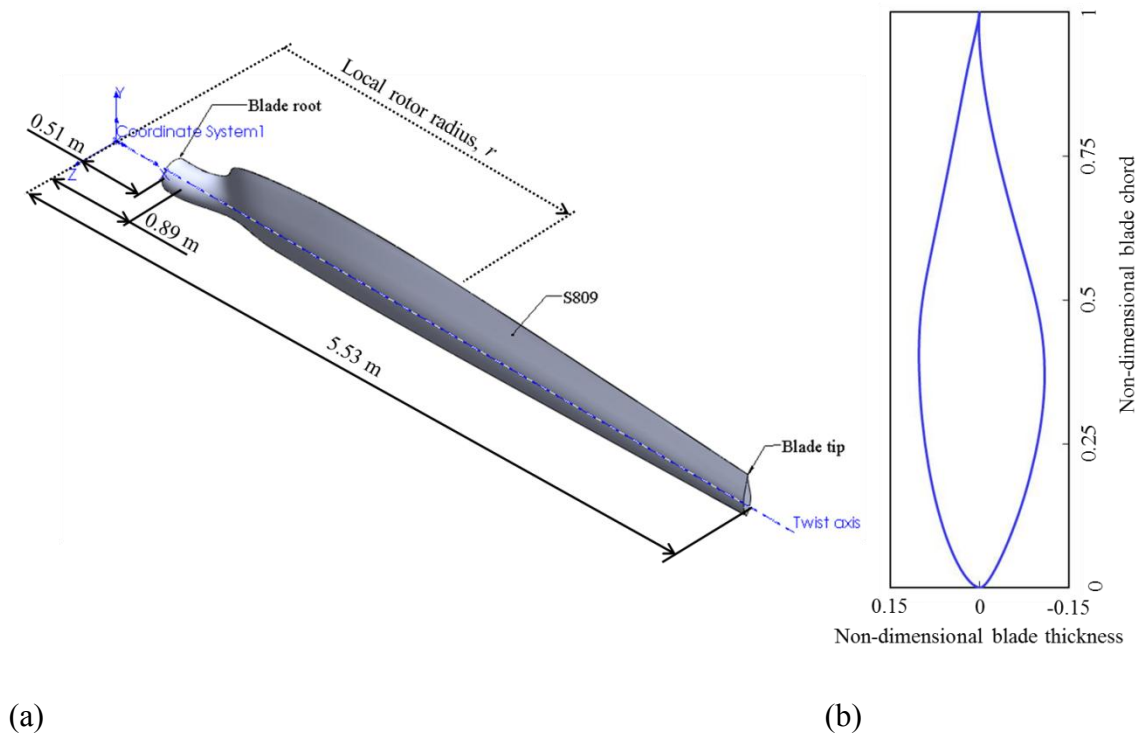 Local rotor radius, r
Y
Blade root
Coordinate System1
0.51 m
Z
0.89 m
S809
5.53 m
Blade tip
Twist axis
(a)
1
0.75
0.5
0.25
0
Non-dimensional blade chord
0.15
0
-0.15
Non-dimensional blade thickness
(b)